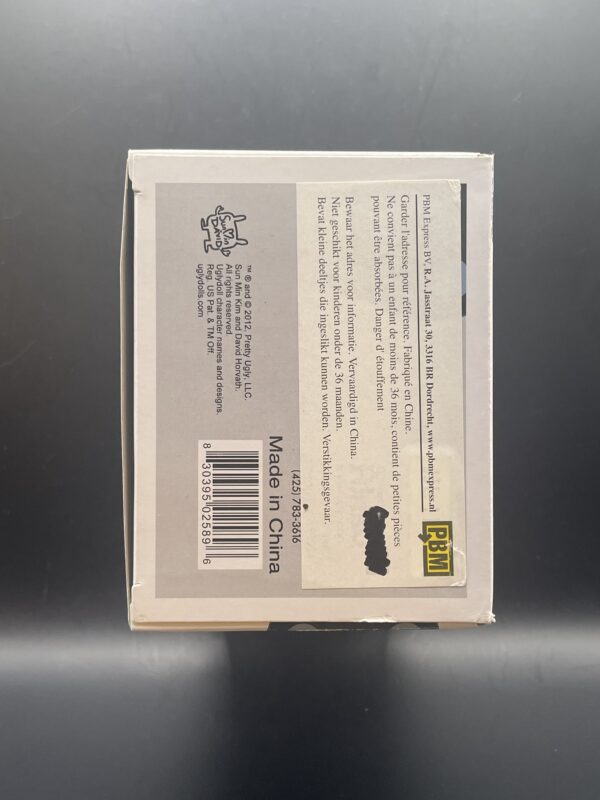 PBM Express BV, R.A. Jasstraat 30, 3316 BR Dordrecht, www.pbmexpress.nl
Garder l'adresse pour référence. Fabriqué en Chine.
Ne convient pas à un enfant de moins de 36 mois, contient de petites pièces
pouvant être absorbées. Danger d' étouffement
PBM
Bewaar het adres voor informatie. Vervaardigd in China.
Niet geschikt voor kinderen onder de 36 maanden.
Bevat kleine deeltjes die ingeslikt kunnen worden. Verstikkingsgevaar.
(425) 783-3616
Made in China
Sun Min
David
™ ® and © 2012, Pretty Ugly, LLC.
Sun Min Kim and David Horvath.
All rights reserved.
Uglydoll character names and designs.
Reg. US Pat. & TM Off.
uglydolls.com
8 30395 02589 6